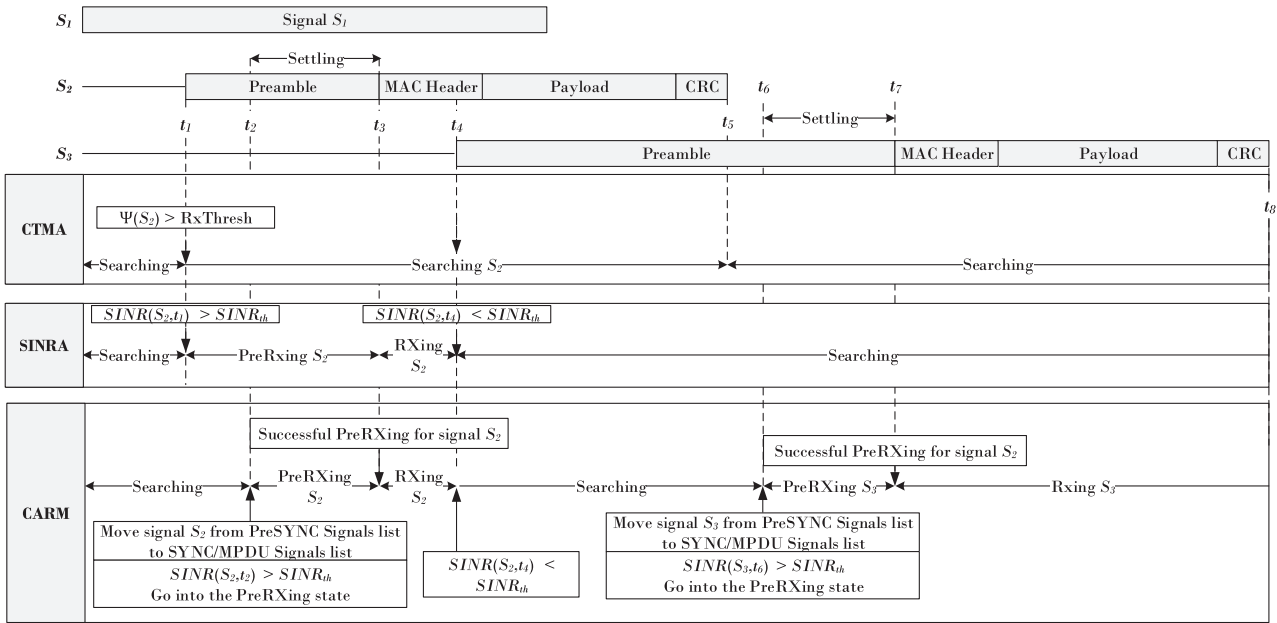 S1
Signal S1
Settling
S2
Preamble
MAC Header
Payload
CRC
t6
t7
t1
t2
t3
t4
t5
Settling
S3
Preamble
MAC Header
Payload
CRC
CTMA
Ψ(S2) > RxThresh
t8
Searching
Searching S2
Searching
SINRA
SINR(S2,t1) > SINRth
SINR(S2,t4) < SINRth
Searching
PreRxing S2
RXing
S2
Searching
CARM
Successful PreRXing for signal S2
Successful PreRXing for signal S2
Searching
PreRXing
S2
RXing
S2
Searching
PreRXing S3
Rxing S3
Move signal S2 from PreSYNC Signals list
to SYNC/MPDU Signals list
SINR(S2,t2) > SINRth
Go into the PreRXing state
SINR(S2,t4) <
SINRth
Move signal S3 from PreSYNC Signals list
to SYNC/MPDU Signals list
SINR(S3,t6) > SINRth
Go into the PreRXing state